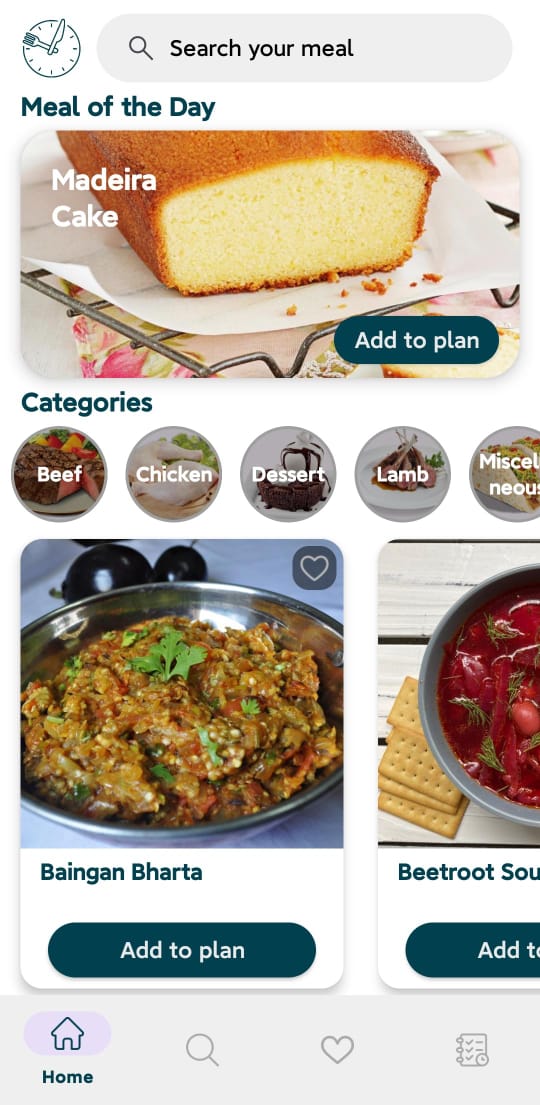 Search your meal
Meal of the Day
Madeira
Cake
Add to plan
Categories
Beef
Chicken
Dessert
Lamb
Miscel
neous
Baingan Bharta
Beetroot Sou
Add to plan
Add to
Home